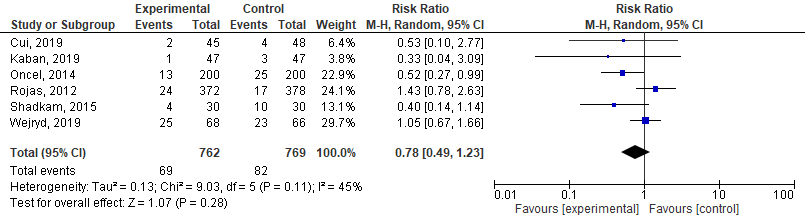 Experimental Control Risk Ratio Risk Ratio
Study or Subgroup Events Total Events Total Weight M-H, Random, 95% CI M-H, Random, 95% CI
Cui, 2019 2 45 4 48 6.4% 0.53 [0.10, 2.77]
Kaban, 2019 1 47 3 47 3.8% 0.33 [0.04, 3.09]
Oncel, 2014 13 200 25 200 22.9% 0.52 [0.27, 0.99]
Rojas, 2012 24 372 17 378 24.1% 1.43 [0.78, 2.63]
Shadkam, 2015 4 30 10 30 13.1% 0.40 [0.14, 1.14]
Wejryd, 2019 25 68 23 66 29.7% 1.05 [0.67, 1.66]
Total (95% CI) 762 769 100.0% 0.78 [0.49, 1.23]
Total events 69 82
Heterogeneity: Tau² = 0.13; Chi² = 9.03, df = 5 (P = 0.11); I² = 45%
Test for overall effect: Z = 1.07 (P = 0.28)
0.01 0.1 1 10 100
Favours [experimental] Favours [control]